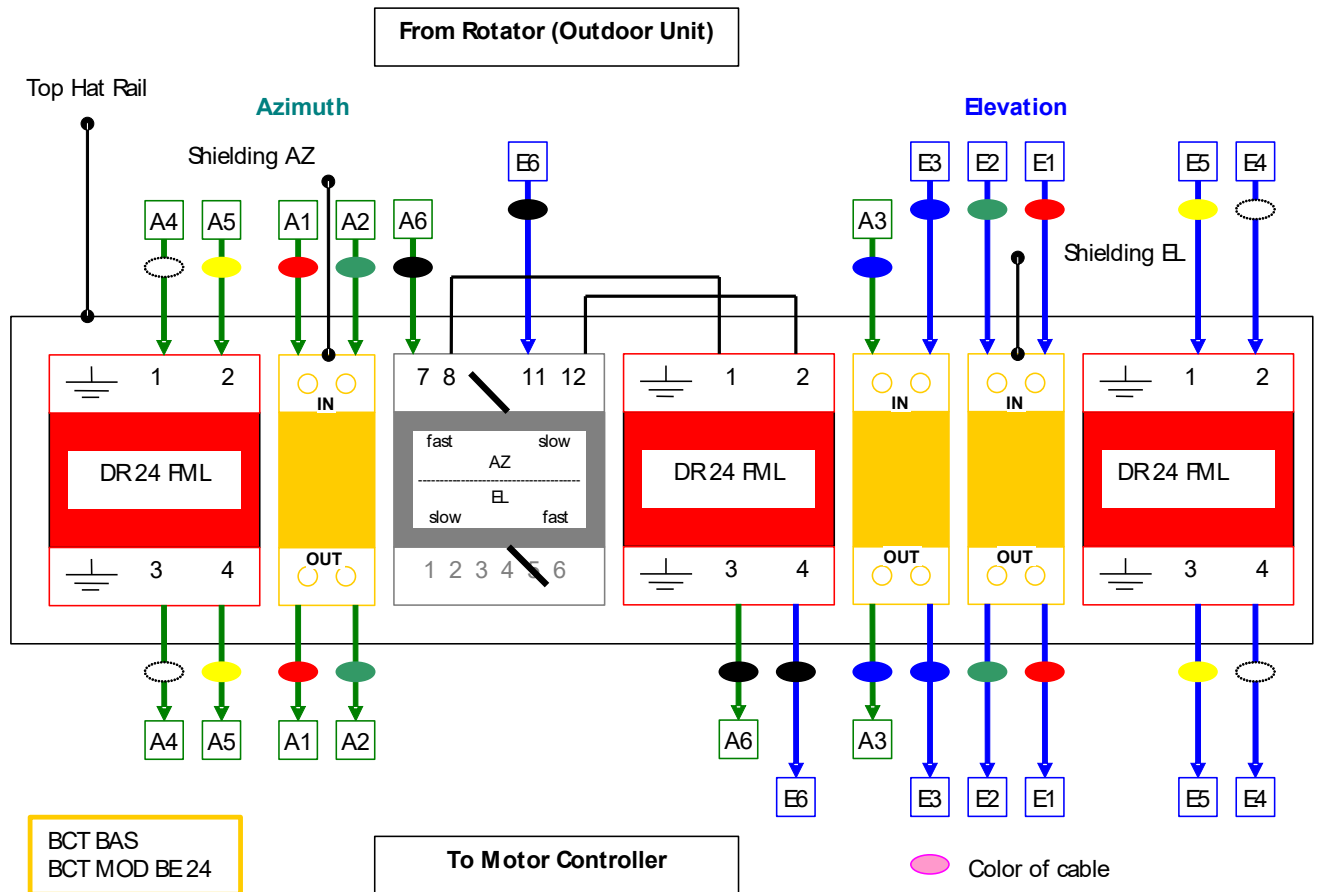 From Rotator (Outdoor Unit)
Top Hat Rail
Azimuth
Elevation
Shielding AZ
E6
E3
E2
E1
E5
E4
A4
A5
A1
A2
A6
A3
Shielding EL
1 2
IN
7 8 11 12
1 2
IN
IN
1 2
DR 24 FML
fast slow
AZ
EL
slow fast
DR 24 FML
DR 24 FML
3 4
OUT
1 2 3 4 5 6
3 4
OUT
OUT
3 4
A4
A5
A1
A2
A6
A3
E6
E3
E2
E1
E5
E4
BCT BAS
BCT MOD BE 24
To Motor Controller
Color of cable